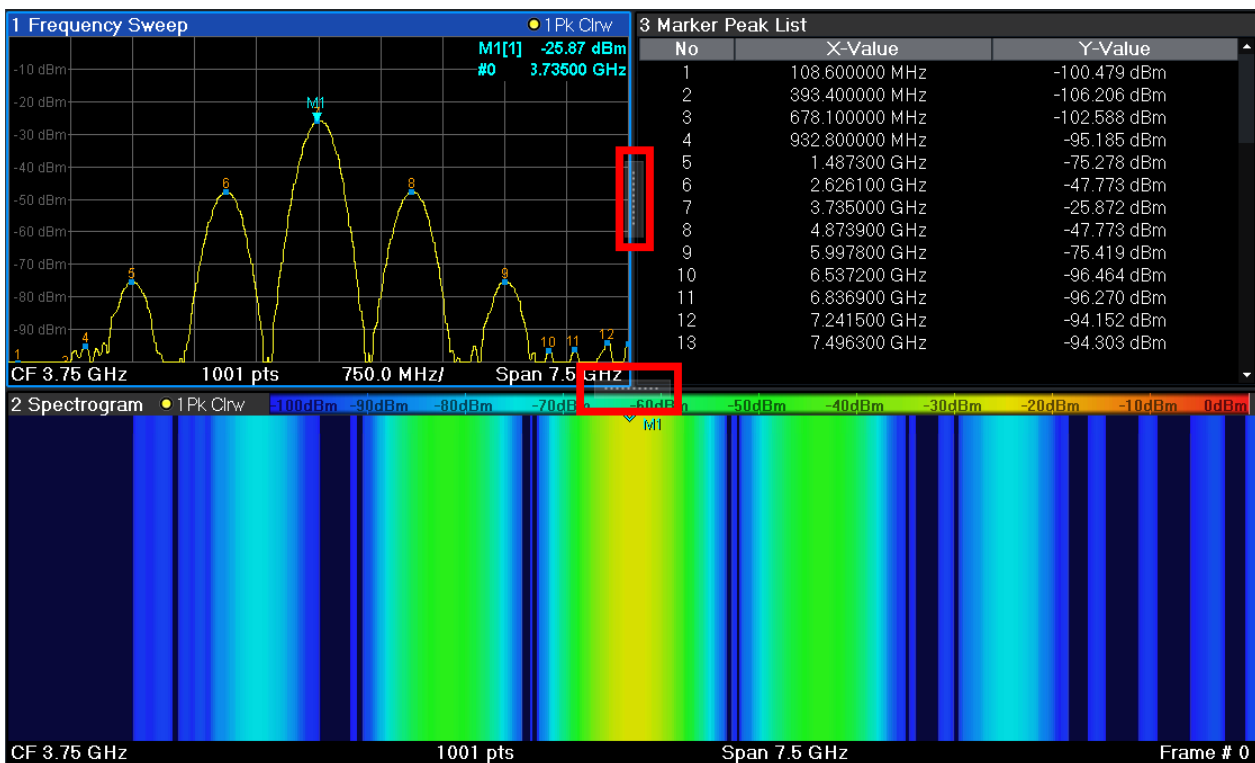 1 Frequency Sweep
1Pk Clrw
M1[1] -25.87 dBm
#0 3.73500 GHz
-10 dBm
-20 dBm
M1
-30 dBm
-40 dBm
6
8
-50 dBm
-60 dBm
-70 dBm
5
9
-80 dBm
-90 dBm
4
10 11 12
1
CF 3.75 GHz 1001 pts 750.0 MHz/ Span 7.5 GHz
3 Marker Peak List
No X-Value Y-Value
1 108.600000 MHz -100.479 dBm
2 393.400000 MHz -106.206 dBm
3 678.100000 MHz -102.588 dBm
4 932.800000 MHz -95.185 dBm
5 1.487300 GHz -75.278 dBm
6 2.626100 GHz -47.773 dBm
7 3.735000 GHz -25.872 dBm
8 4.873900 GHz -47.773 dBm
9 5.997800 GHz -75.419 dBm
10 6.537200 GHz -96.464 dBm
11 6.836900 GHz -96.270 dBm
12 7.241500 GHz -94.152 dBm
13 7.496300 GHz -94.303 dBm
2 Spectrogram 1Pk Clrw -100dBm -90dBm -80dBm -70dBm -60dBm -50dBm -40dBm -30dBm -20dBm -10dBm 0dBm
M1
CF 3.75 GHz 1001 pts Span 7.5 GHz Frame # 0